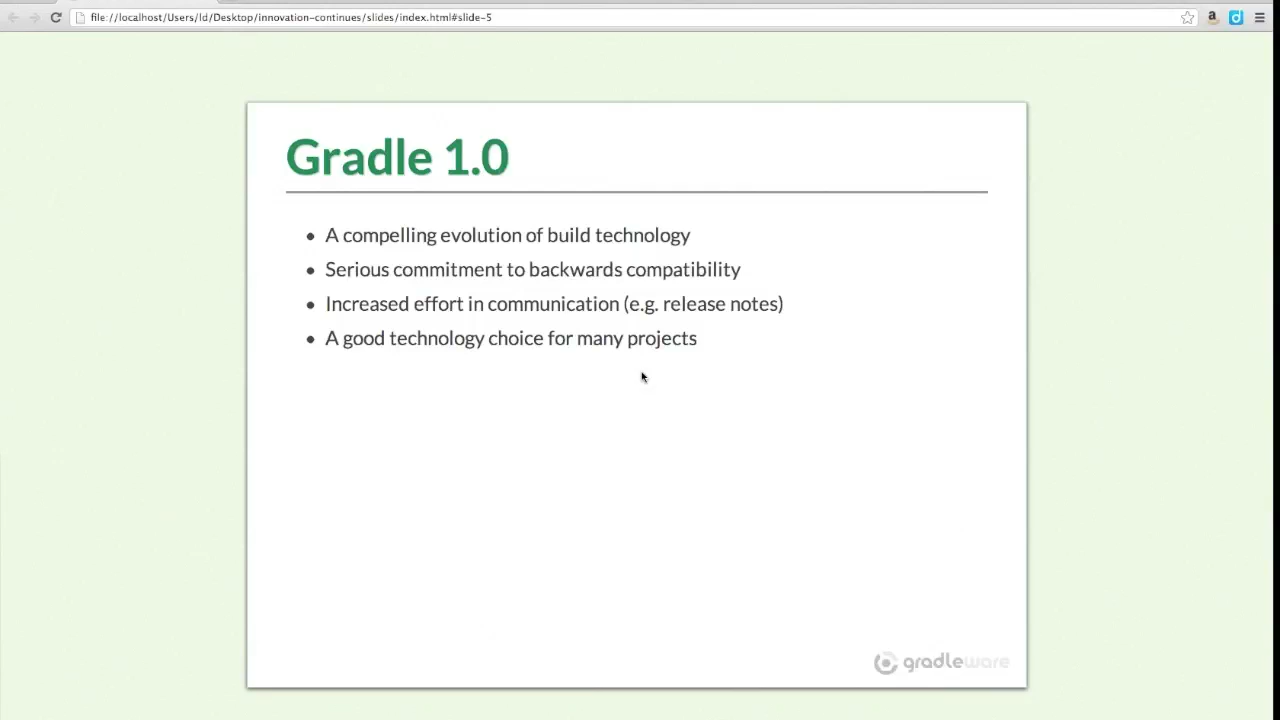 file://localhost/Users/ld/Desktop/innovation-continues/slides/index.html#slide-5
Gradle 1.0
• A compelling evolution of build technology
• Serious commitment to backwards compatibility
• Increased effort in communication (e.g. release notes)
• A good technology choice for many projects
gradleware